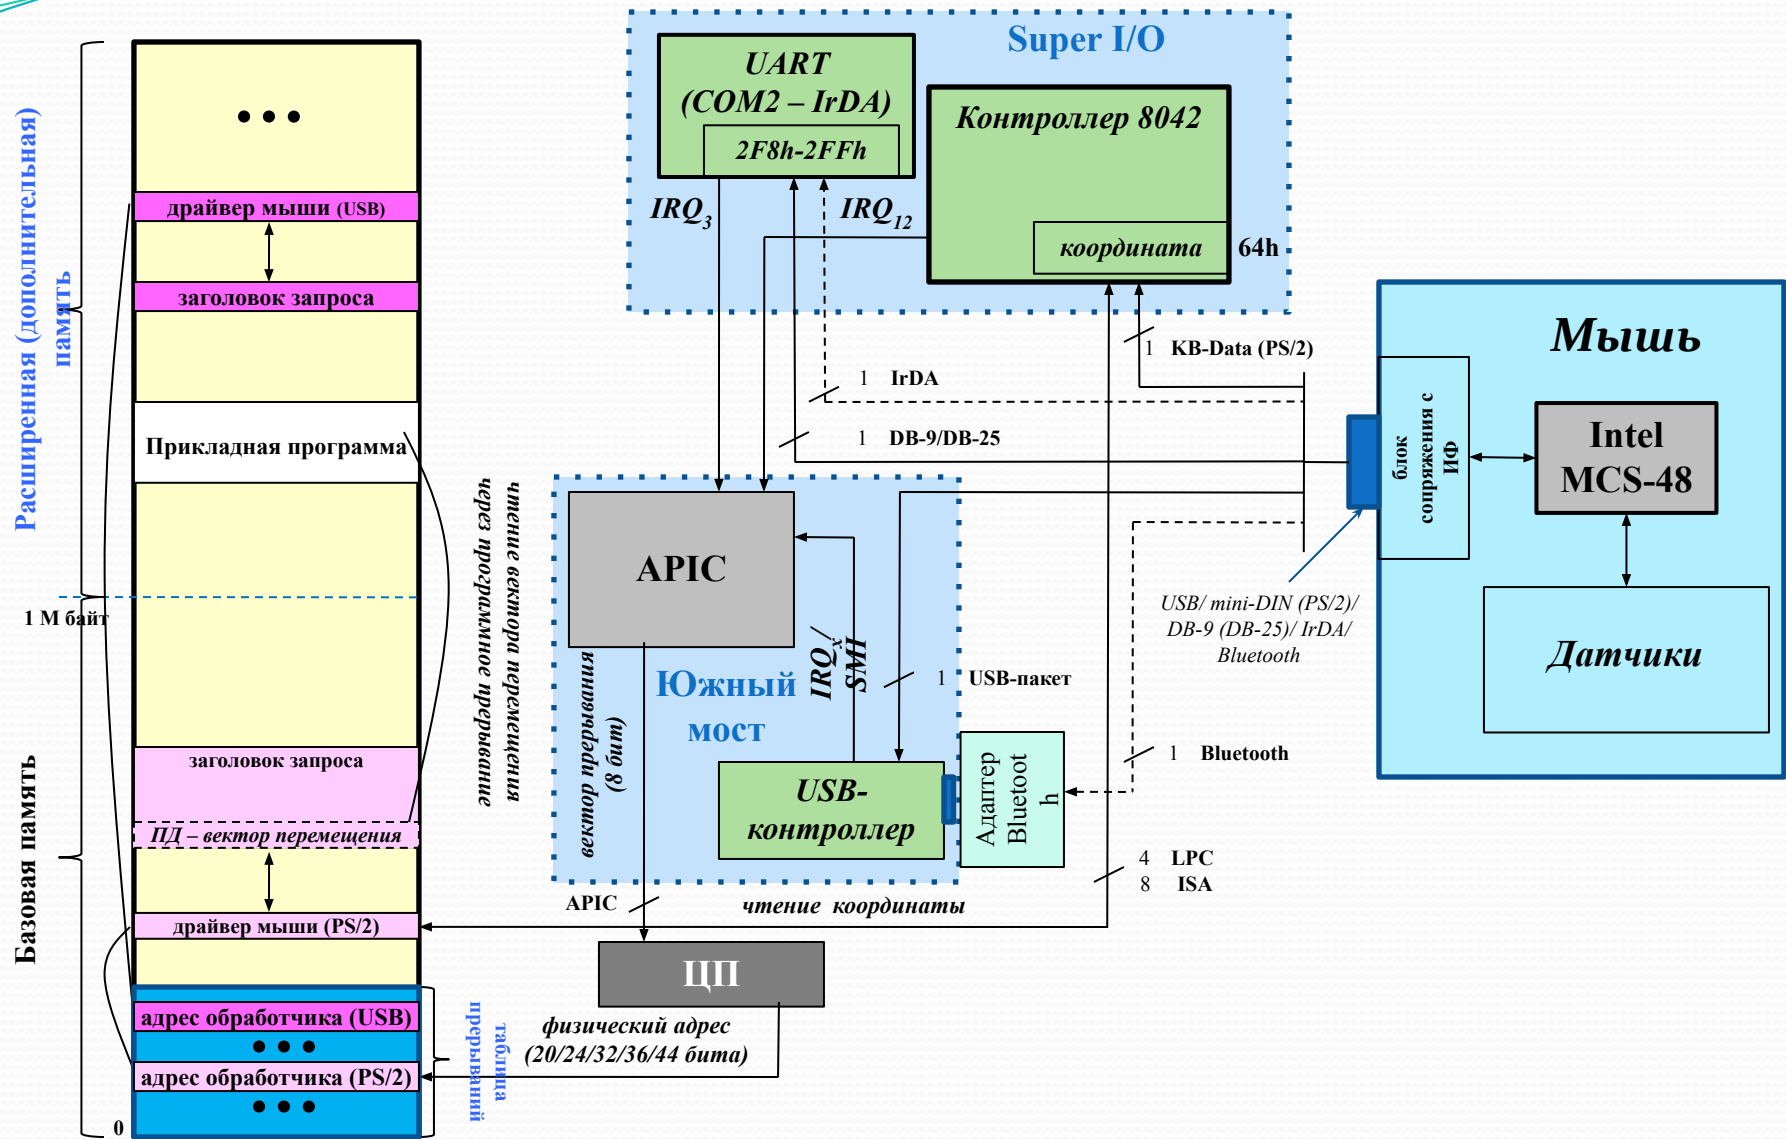 Super I/O
UART
(COM2 – IrDA)
2F8h-2FFh
Контроллер 8042
координата
64h
IRQ3
IRQ12
1 KB-Data (PS/2)
1 IrDA
1 DB-9/DB-25
Мышь
блок
сопряжения с
ИФ
Intel
MCS-48
Датчики
USB/ mini-DIN (PS/2)/
DB-9 (DB-25)/ IrDA/
Bluetooth
APIC
Южный
мост
IRQx/
SMI
1 USB-пакет
1 Bluetooth
USB-
контроллер
Адаптер
Bluetoot
h
вектор прерывания
(8 бит)
APIC
4 LPC
8 ISA
чтение координаты
ЦП
физический адрес
(20/24/32/36/44 бита)
чтение вектора перемещения
через программное прерывание
Расширенная (дополнительная)
память
1 М байт
Базовая память
0
• • •
драйвер мыши (USB)
заголовок запроса
Прикладная программа
заголовок запроса
ПД – вектор перемещения
драйвер мыши (PS/2)
адрес обработчика (USB)
• • •
адрес обработчика (PS/2)
• • •
таблица
прерываний